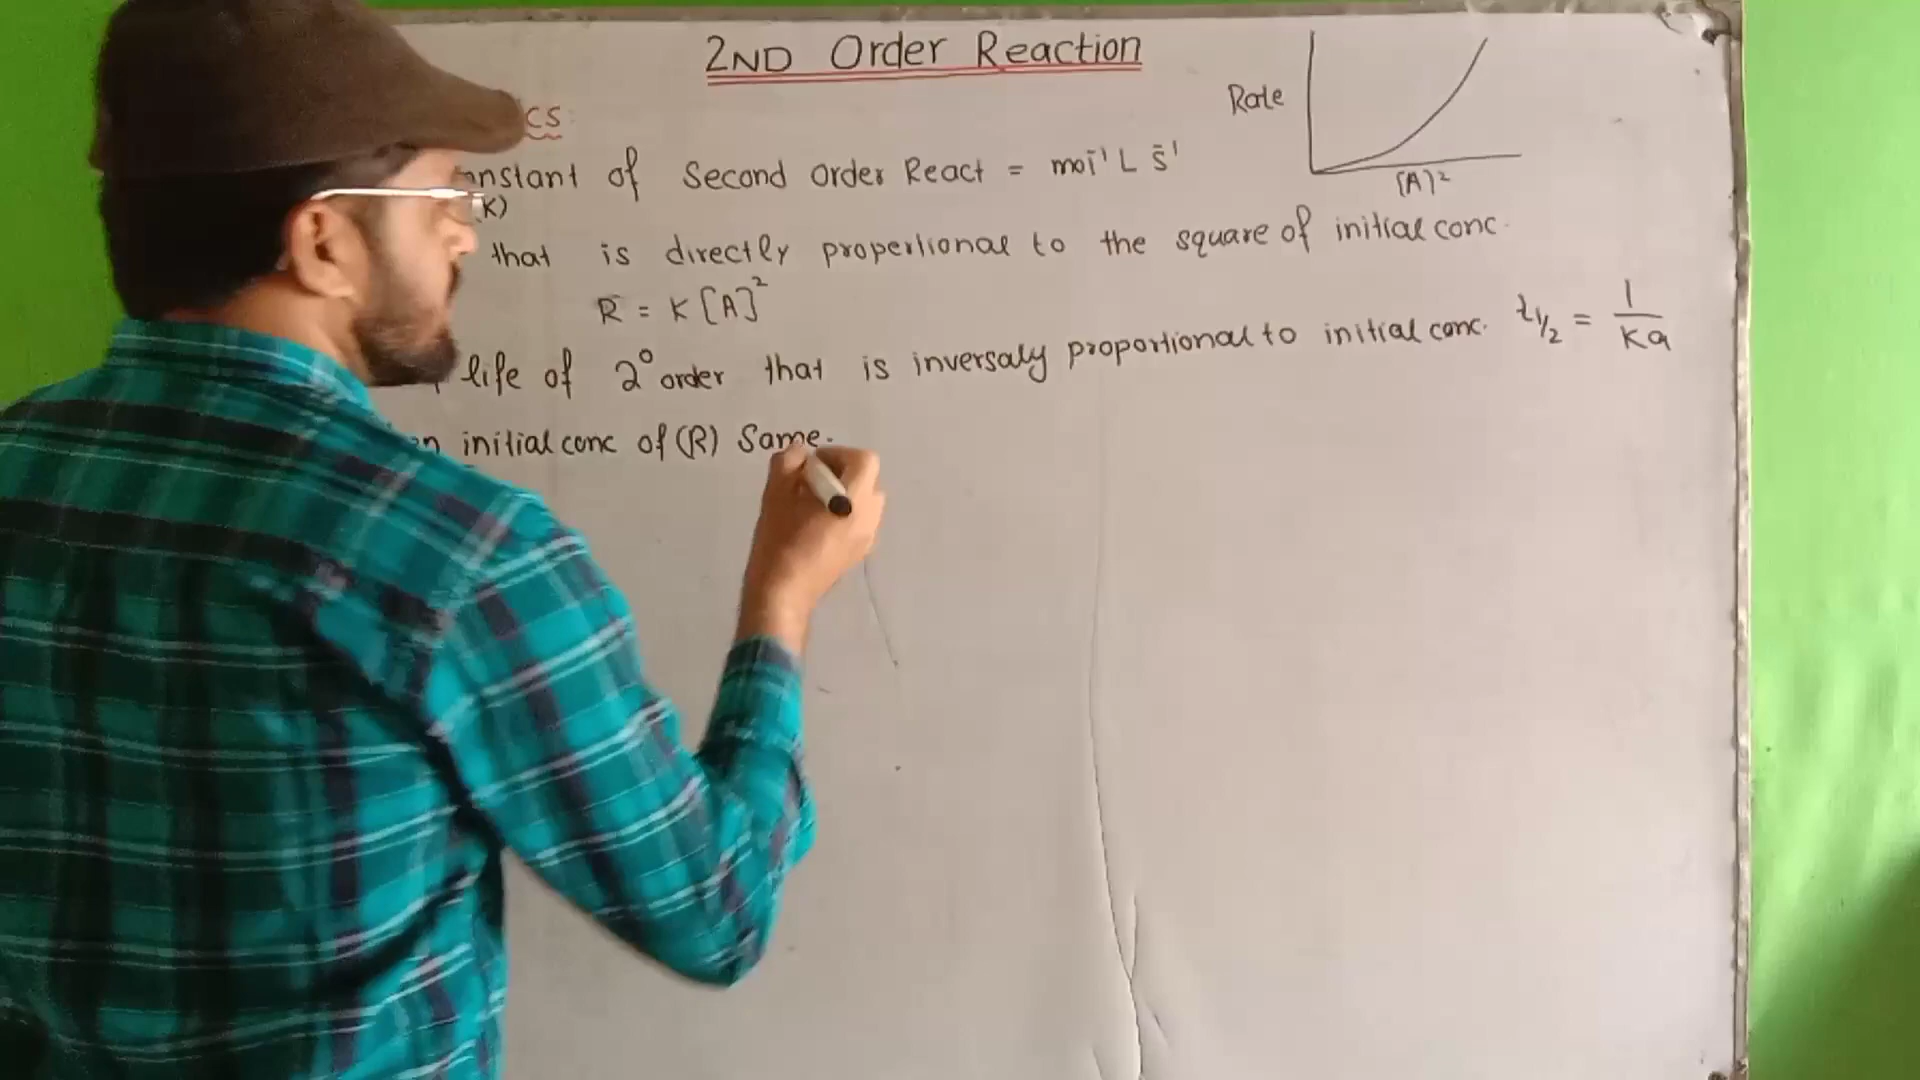 2ND Order Reaction
CS:
nstant of Second Order React = mol⁻¹ L s⁻¹
(K)
that is directly propertional to the square of initial conc.
R = K [A]²
life of 2° order that is inversaly proportional to initial conc. t1/2 = 1/Ka
initial conc of (R) Same.
Rate
[A]²